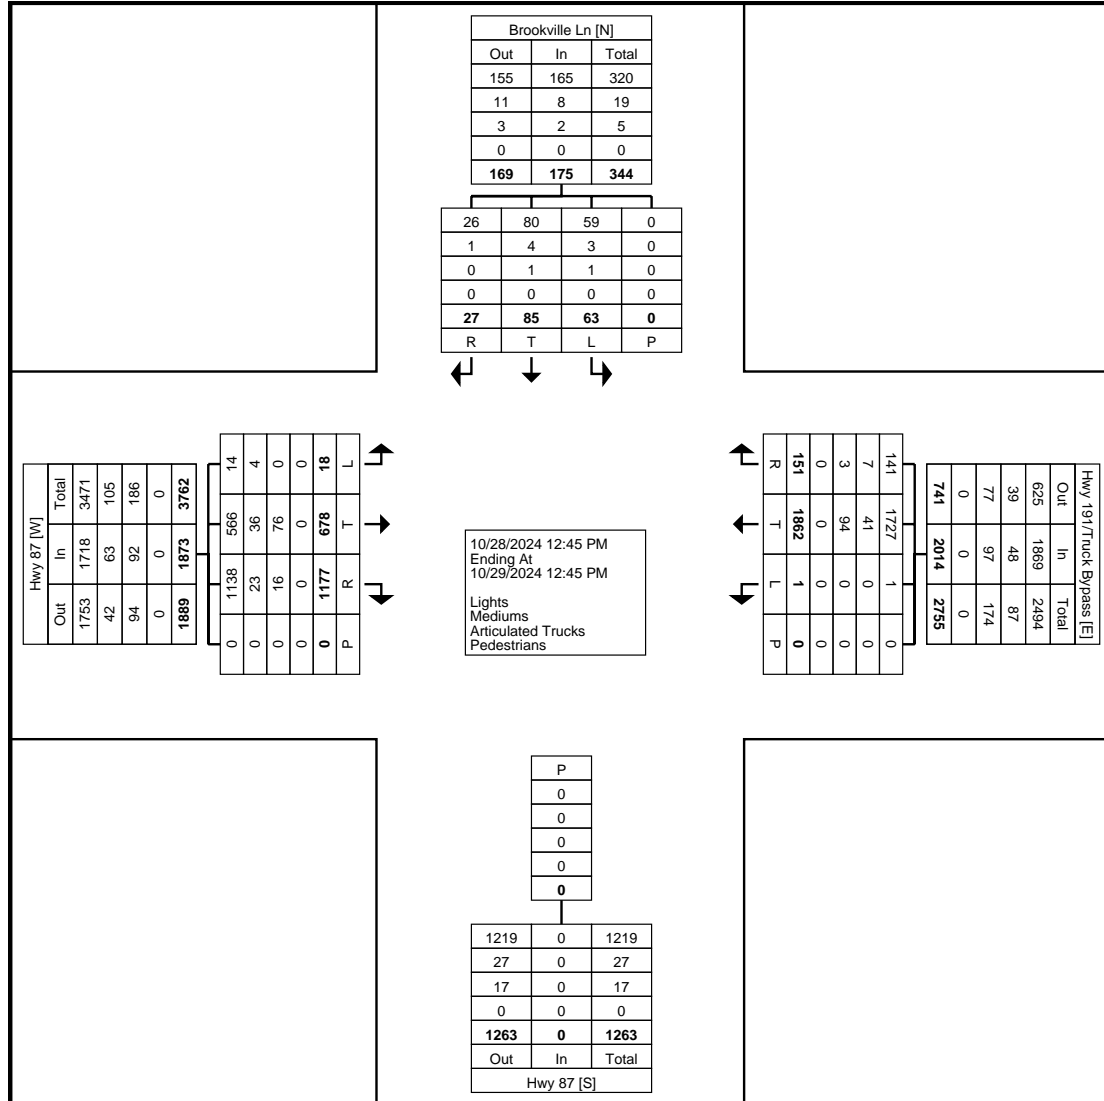 Brookville Ln [N]
Out In Total
155 165 320
11 8 19
3 2 5
0 0 0
169 175 344
26 80 59 0
1 4 3 0
0 1 1 0
0 0 0 0
27 85 63 0
R T L P
Hwy 87 [W]
Total 3471 105 186 0 3762
In 1718 63 92 0 1873
Out 1753 42 94 0 1889
14 4 0 0 18 L
566 36 76 0 678 T
1138 23 16 0 1177 R
0 0 0 0 0 P
10/28/2024 12:45 PM
Ending At
10/29/2024 12:45 PM
Lights
Mediums
Articulated Trucks
Pedestrians
R 151 0 3 7 141
T 1862 0 94 41 1727
L 1 0 0 0 1
P 0 0 0 0 0
Hwy 191/Truck Bypass [E]
Out In Total
625 1869 2494
39 48 87
77 97 174
0 0 0
741 2014 2755
P
0
0
0
0
0
1219 0 1219
27 0 27
17 0 17
0 0 0
1263 0 1263
Out In Total
Hwy 87 [S]